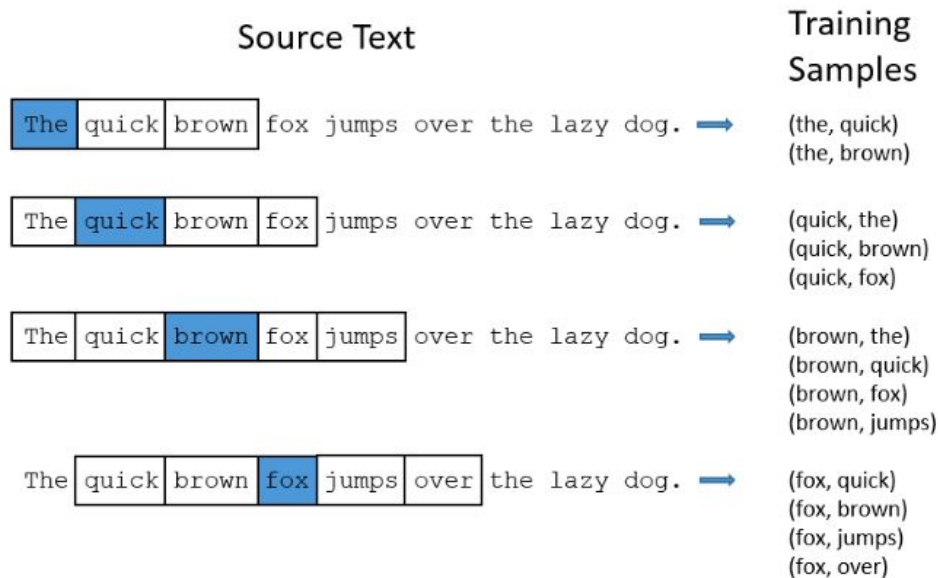 Source Text
Training
Samples
The quick brown fox jumps over the lazy dog.
(the, quick)
(the, brown)
The quick brown fox jumps over the lazy dog.
(quick, the)
(quick, brown)
(quick, fox)
The quick brown fox jumps over the lazy dog.
(brown, the)
(brown, quick)
(brown, fox)
(brown, jumps)
The quick brown fox jumps over the lazy dog.
(fox, quick)
(fox, brown)
(fox, jumps)
(fox, over)